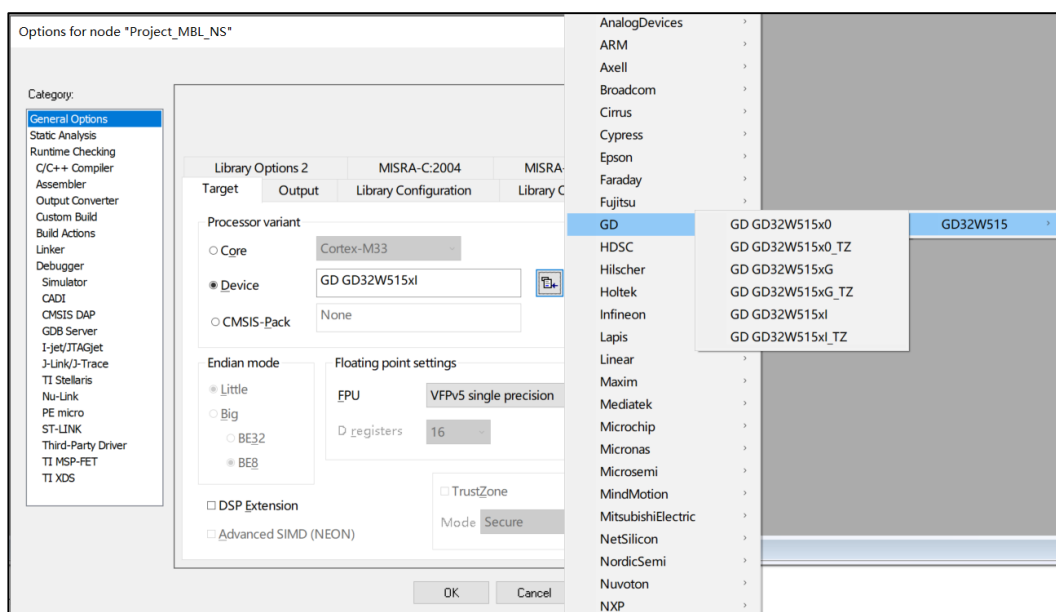 Options for node "Project_MBL_NS"
Category:
General Options
Static Analysis
Runtime Checking
C/C++ Compiler
Assembler
Output Converter
Custom Build
Build Actions
Linker
Debugger
Simulator
CADI
CMSIS DAP
GDB Server
I-jet/JTAGjet
J-Link/J-Trace
TI Stellaris
Nu-Link
PE micro
ST-LINK
Third-Party Driver
TI MSP-FET
TI XDS
Library Options 2
MISRA-C:2004
MISRA-
Target
Output
Library Configuration
Library C
Processor variant
Core
Cortex-M33
Device
GD GD32W515xI
CMSIS-Pack
None
Endian mode
Little
Big
BE32
BE8
Floating point settings
FPU
VFPv5 single precision
D registers
16
DSP Extension
Advanced SIMD (NEON)
TrustZone
Mode
Secure
OK
Cancel
AnalogDevices
ARM
Axell
Broadcom
Cirrus
Cypress
Epson
Faraday
Fujitsu
GD
HDSC
Hilscher
Holtek
Infineon
Lapis
Linear
Maxim
Mediatek
Microchip
Micronas
Microsemi
MindMotion
MitsubishiElectric
NetSilicon
NordicSemi
Nuvoton
NXP
GD GD32W515x0
GD GD32W515x0_TZ
GD GD32W515xG
GD GD32W515xG_TZ
GD GD32W515xI
GD GD32W515xI_TZ
GD32W515